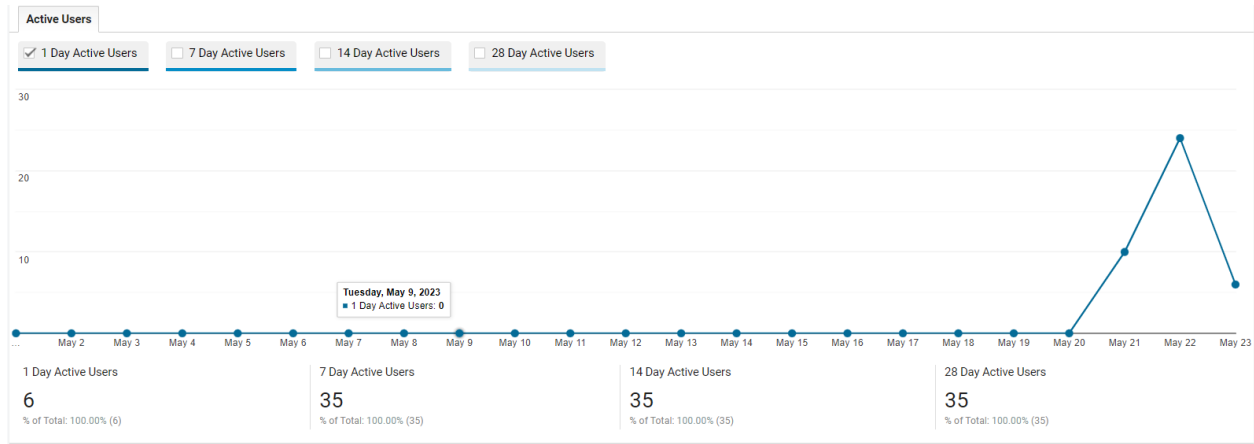 Active Users
1 Day Active Users 7 Day Active Users 14 Day Active Users 28 Day Active Users
30
20
10
Tuesday, May 9, 2023
1 Day Active Users: 0
... May 2 May 3 May 4 May 5 May 6 May 7 May 8 May 9 May 10 May 11 May 12 May 13 May 14 May 15 May 16 May 17 May 18 May 19 May 20 May 21 May 22 May 23
1 Day Active Users 7 Day Active Users 14 Day Active Users 28 Day Active Users
6 35 35 35
% of Total: 100.00% (6) % of Total: 100.00% (35) % of Total: 100.00% (35) % of Total: 100.00% (35)